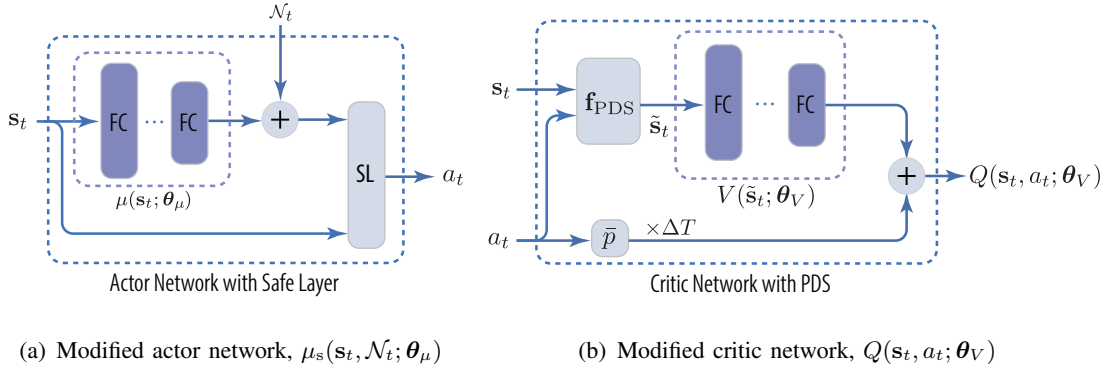 𝒩_t
s_t
FC ··· FC
+
SL
a_t
μ(s_t; θ_μ)
Actor Network with Safe Layer
(a) Modified actor network, μ_s(s_t, 𝒩_t; θ_μ)
s_t
f_PDS
s̃_t
FC ··· FC
V(s̃_t; θ_V)
+
Q(s_t, a_t; θ_V)
a_t
p̄
×ΔT
Critic Network with PDS
(b) Modified critic network, Q(s_t, a_t; θ_V)